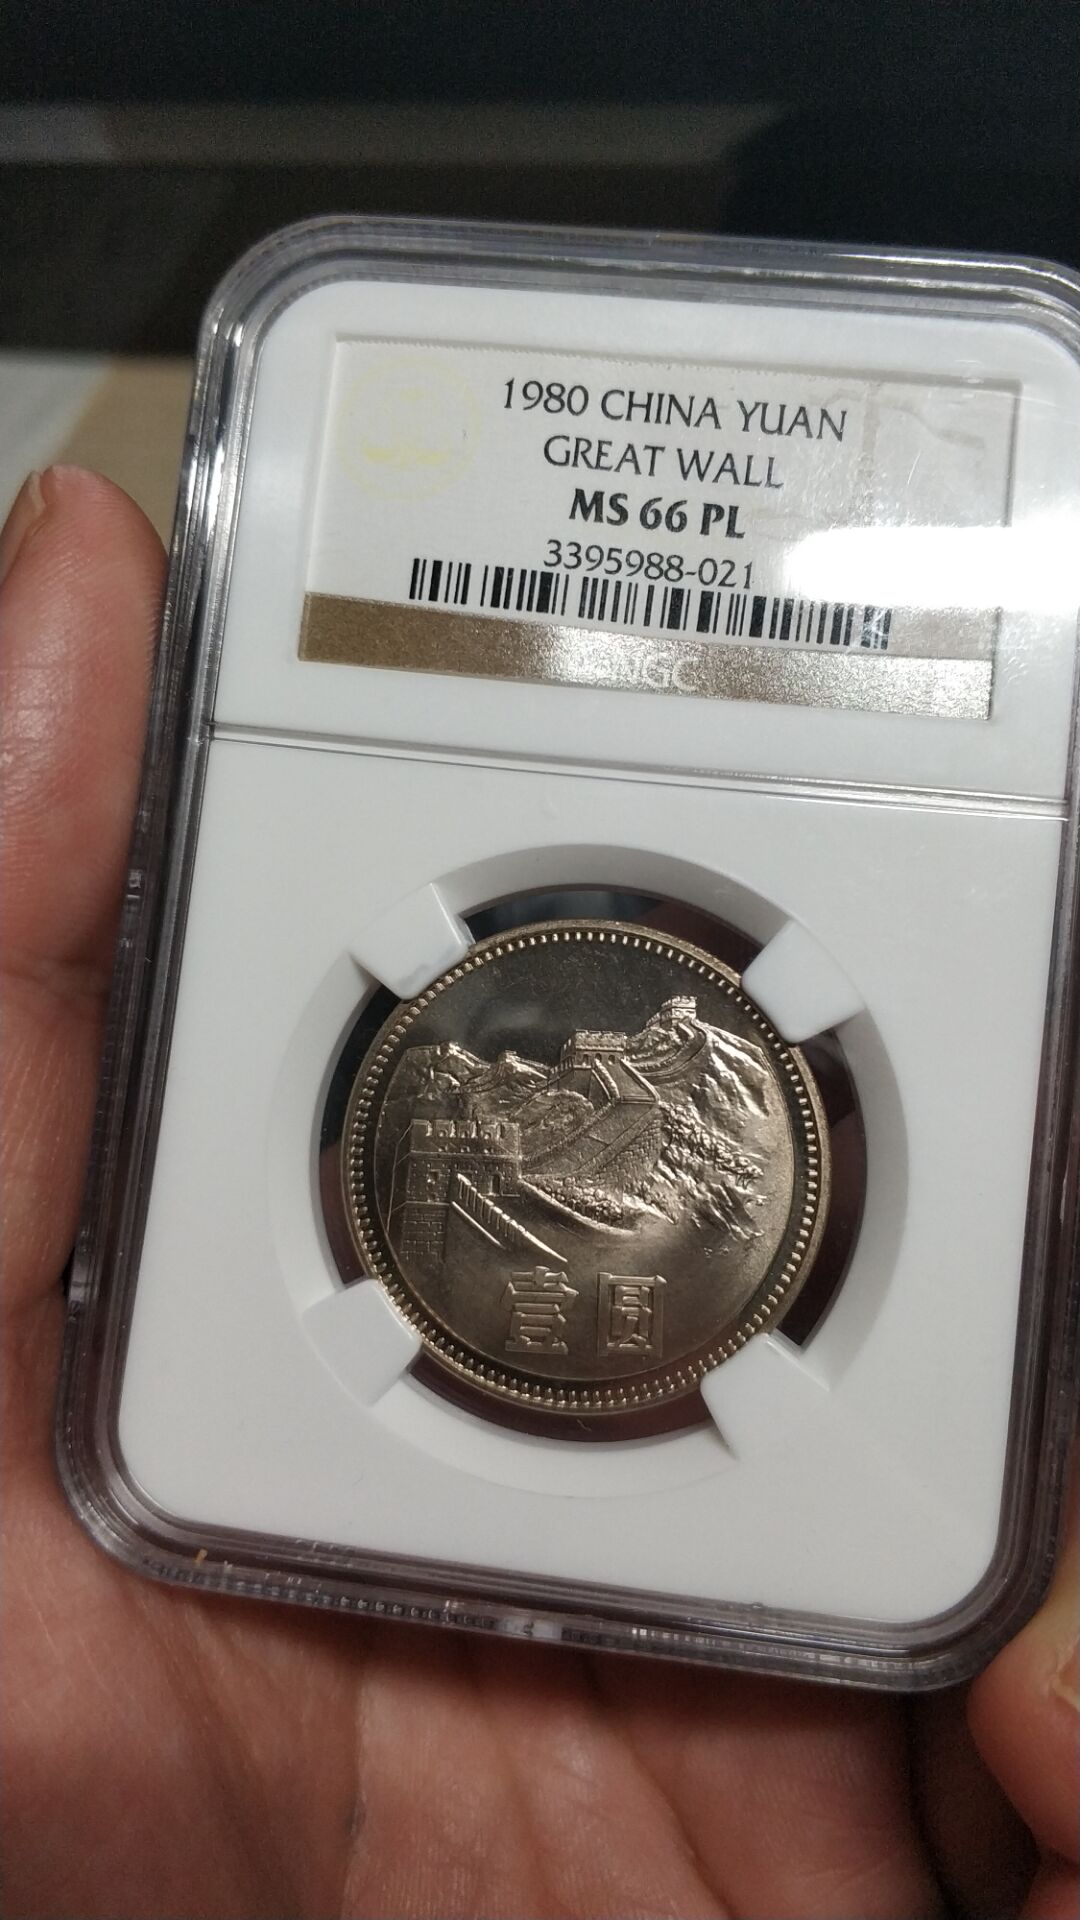 1980 CHINA YUAN
GREAT WALL
MS 66 PL
3395988-021
NGC
壹圆